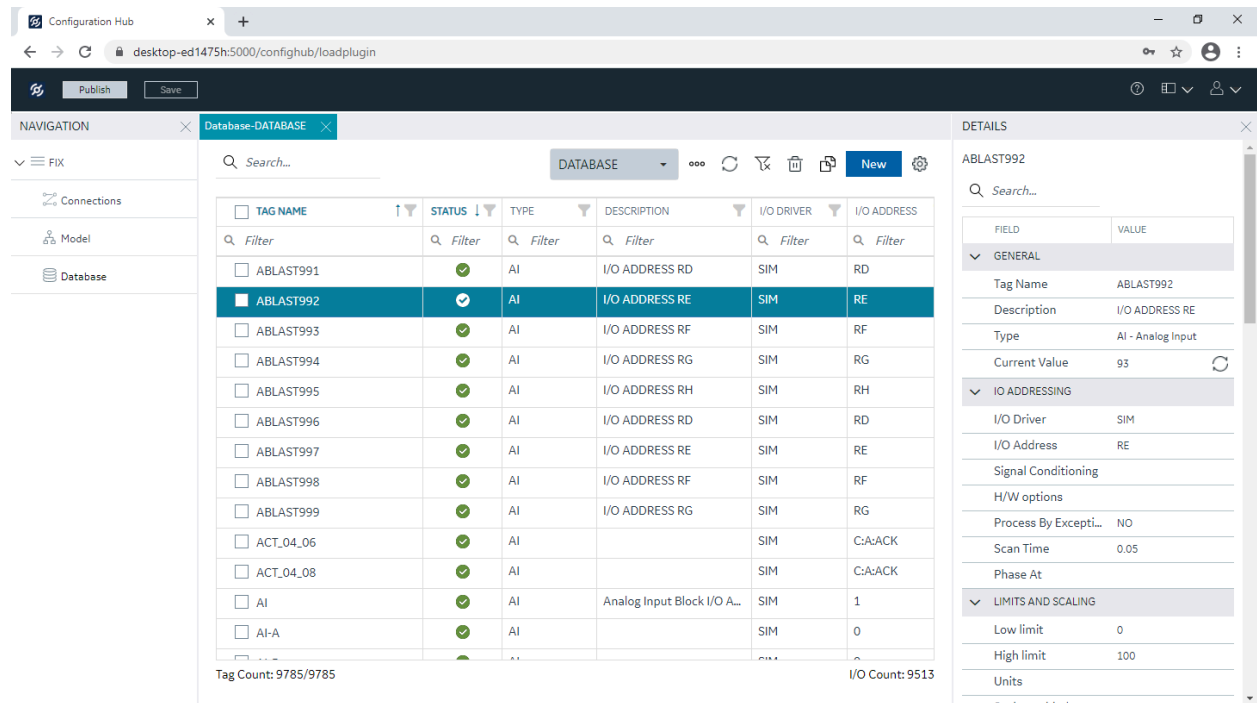 Configuration Hub
desktop-ed1475h:5000/confighub/loadplugin
Publish Save
NAVIGATION
FIX
Connections
Model
Database
Database-DATABASE
Search...
DATABASE
New
TAG NAME STATUS TYPE DESCRIPTION I/O DRIVER I/O ADDRESS
Filter Filter Filter Filter Filter Filter
ABLAST991 AI I/O ADDRESS RD SIM RD
ABLAST992 AI I/O ADDRESS RE SIM RE
ABLAST993 AI I/O ADDRESS RF SIM RF
ABLAST994 AI I/O ADDRESS RG SIM RG
ABLAST995 AI I/O ADDRESS RH SIM RH
ABLAST996 AI I/O ADDRESS RD SIM RD
ABLAST997 AI I/O ADDRESS RE SIM RE
ABLAST998 AI I/O ADDRESS RF SIM RF
ABLAST999 AI I/O ADDRESS RG SIM RG
ACT_04_06 AI SIM C:A:ACK
ACT_04_08 AI SIM C:A:ACK
AI AI Analog Input Block I/O A... SIM 1
AI-A AI SIM 0
Tag Count: 9785/9785 I/O Count: 9513
DETAILS
ABLAST992
Search...
FIELD VALUE
GENERAL
Tag Name ABLAST992
Description I/O ADDRESS RE
Type AI - Analog Input
Current Value 93
IO ADDRESSING
I/O Driver SIM
I/O Address RE
Signal Conditioning
H/W options
Process By Excepti... NO
Scan Time 0.05
Phase At
LIMITS AND SCALING
Low limit 0
High limit 100
Units